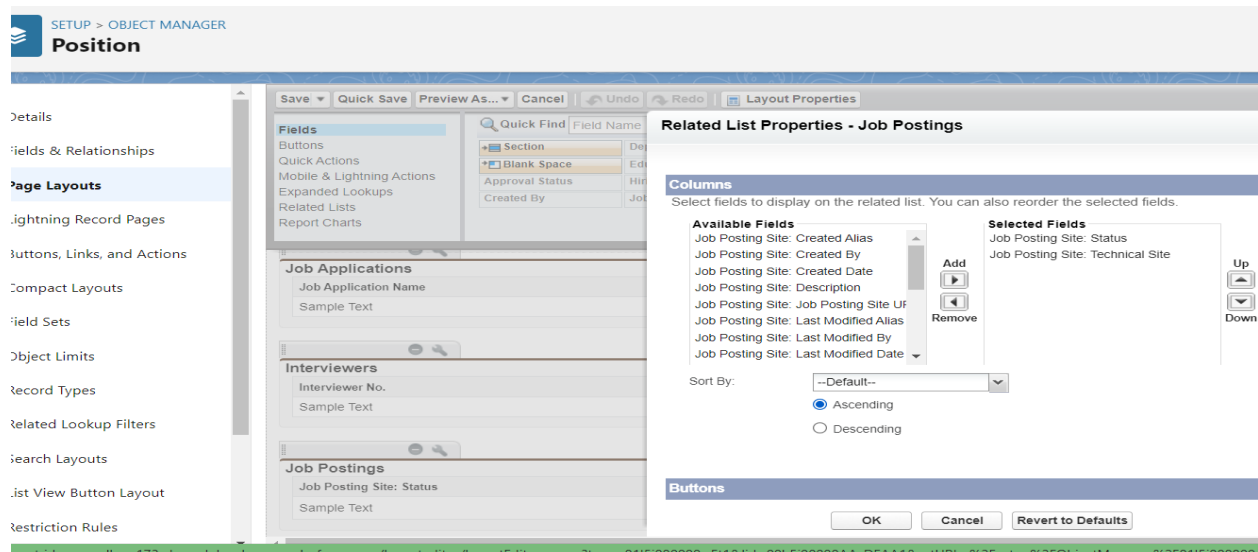 SETUP > OBJECT MANAGER
Position
Details
Fields & Relationships
Page Layouts
Lightning Record Pages
Buttons, Links, and Actions
Compact Layouts
Field Sets
Object Limits
Record Types
Related Lookup Filters
Search Layouts
List View Button Layout
Restriction Rules
Save Quick Save Preview As... Cancel Undo Redo Layout Properties
Fields
Buttons
Quick Actions
Mobile & Lightning Actions
Expanded Lookups
Related Lists
Report Charts
Quick Find Field Name
Section
Blank Space
Approval Status
Created By
Job Applications
Job Application Name
Sample Text
Interviewers
Interviewer No.
Sample Text
Job Postings
Job Posting Site: Status
Sample Text
Related List Properties - Job Postings
Columns
Select fields to display on the related list. You can also reorder the selected fields.
Available Fields
Job Posting Site: Created Alias
Job Posting Site: Created By
Job Posting Site: Created Date
Job Posting Site: Description
Job Posting Site: Job Posting Site
Job Posting Site: Last Modified Alias
Job Posting Site: Last Modified By
Job Posting Site: Last Modified Date
Add
Remove
Selected Fields
Job Posting Site: Status
Job Posting Site: Technical Site
Up
Down
Sort By: --Default--
Ascending
Descending
Buttons
OK Cancel Revert to Defaults